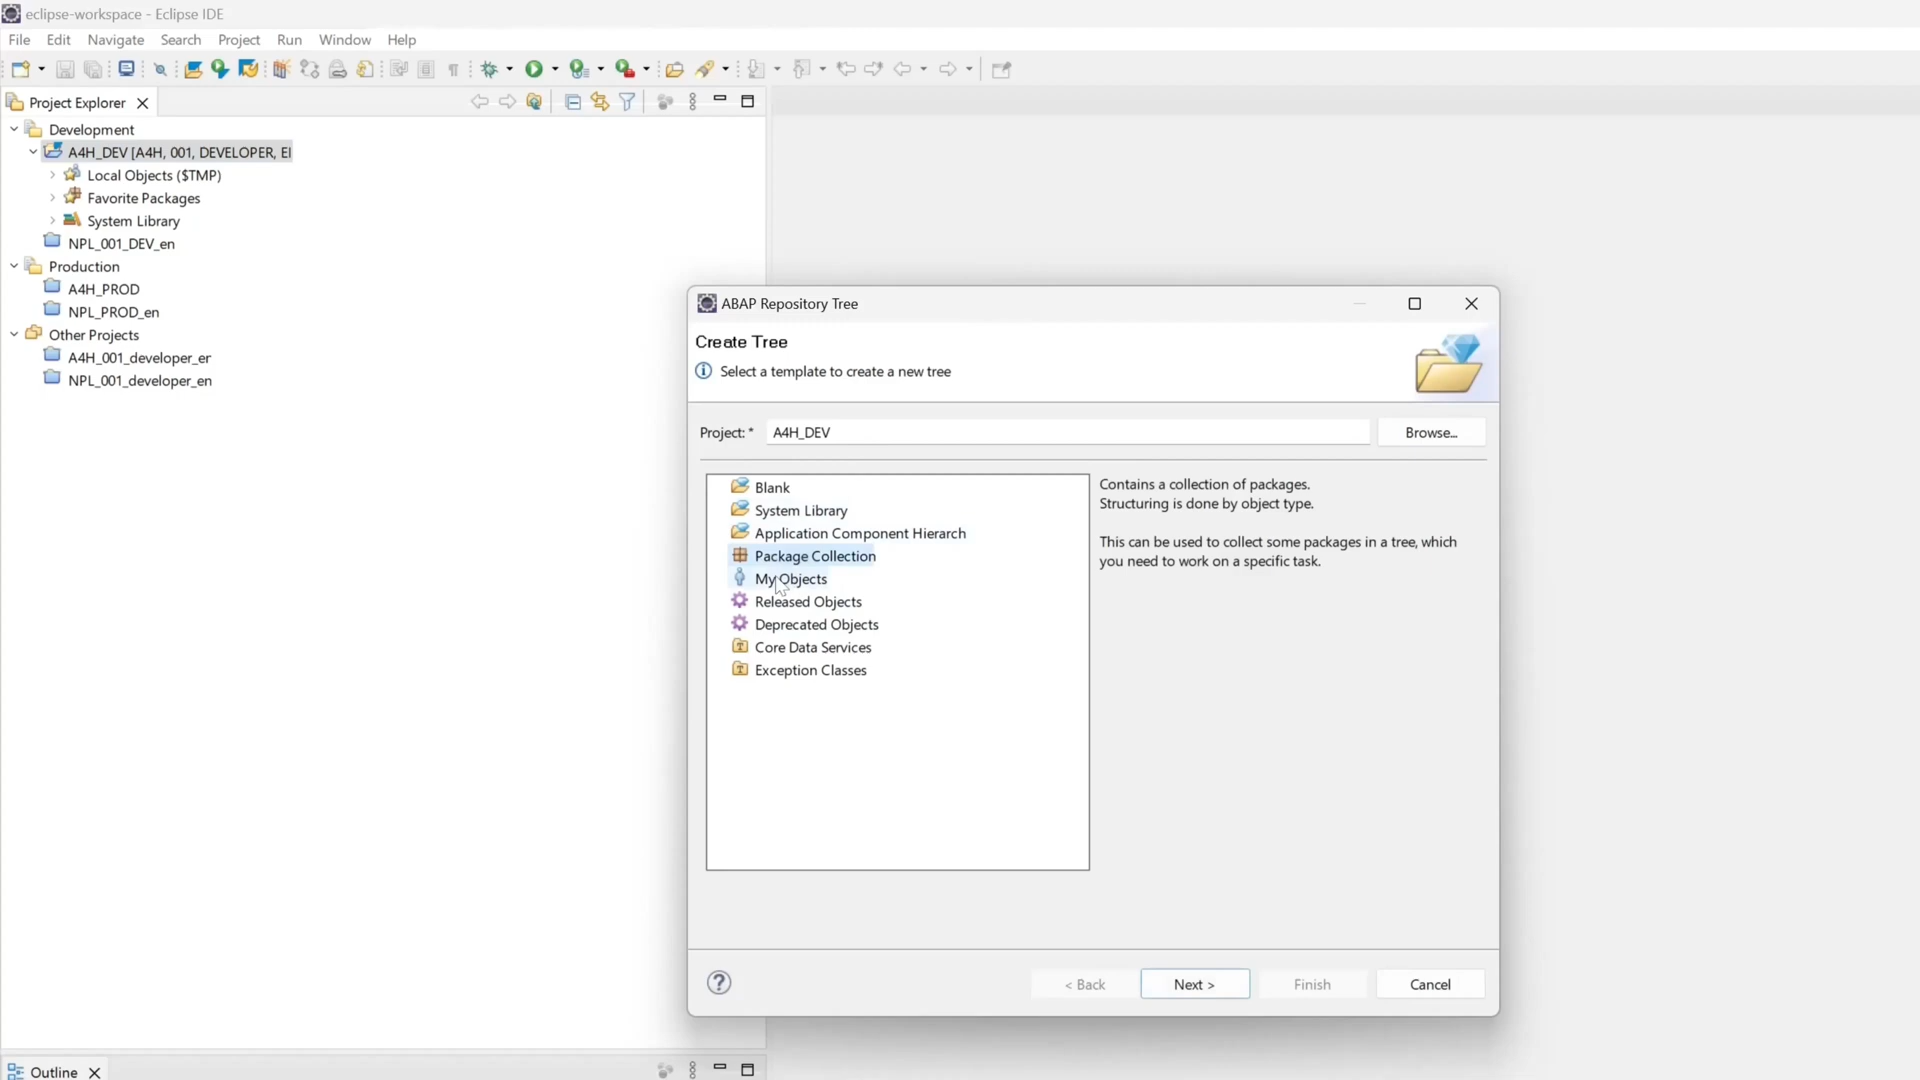 eclipse-workspace - Eclipse IDE
File Edit Navigate Search Project Run Window Help
Project Explorer
Development
A4H_DEV [A4H, 001, DEVELOPER, EI
Local Objects ($TMP)
Favorite Packages
System Library
NPL_001_DEV_en
Production
A4H_PROD
NPL_PROD_en
Other Projects
A4H_001_developer_er
NPL_001_developer_en
ABAP Repository Tree
Create Tree
Select a template to create a new tree
Project: * A4H_DEV Browse...
Blank
System Library
Application Component Hierarch
Package Collection
My Objects
Released Objects
Deprecated Objects
Core Data Services
Exception Classes
Contains a collection of packages.
Structuring is done by object type.
This can be used to collect some packages in a tree, which
you need to work on a specific task.
< Back Next > Finish Cancel
Outline